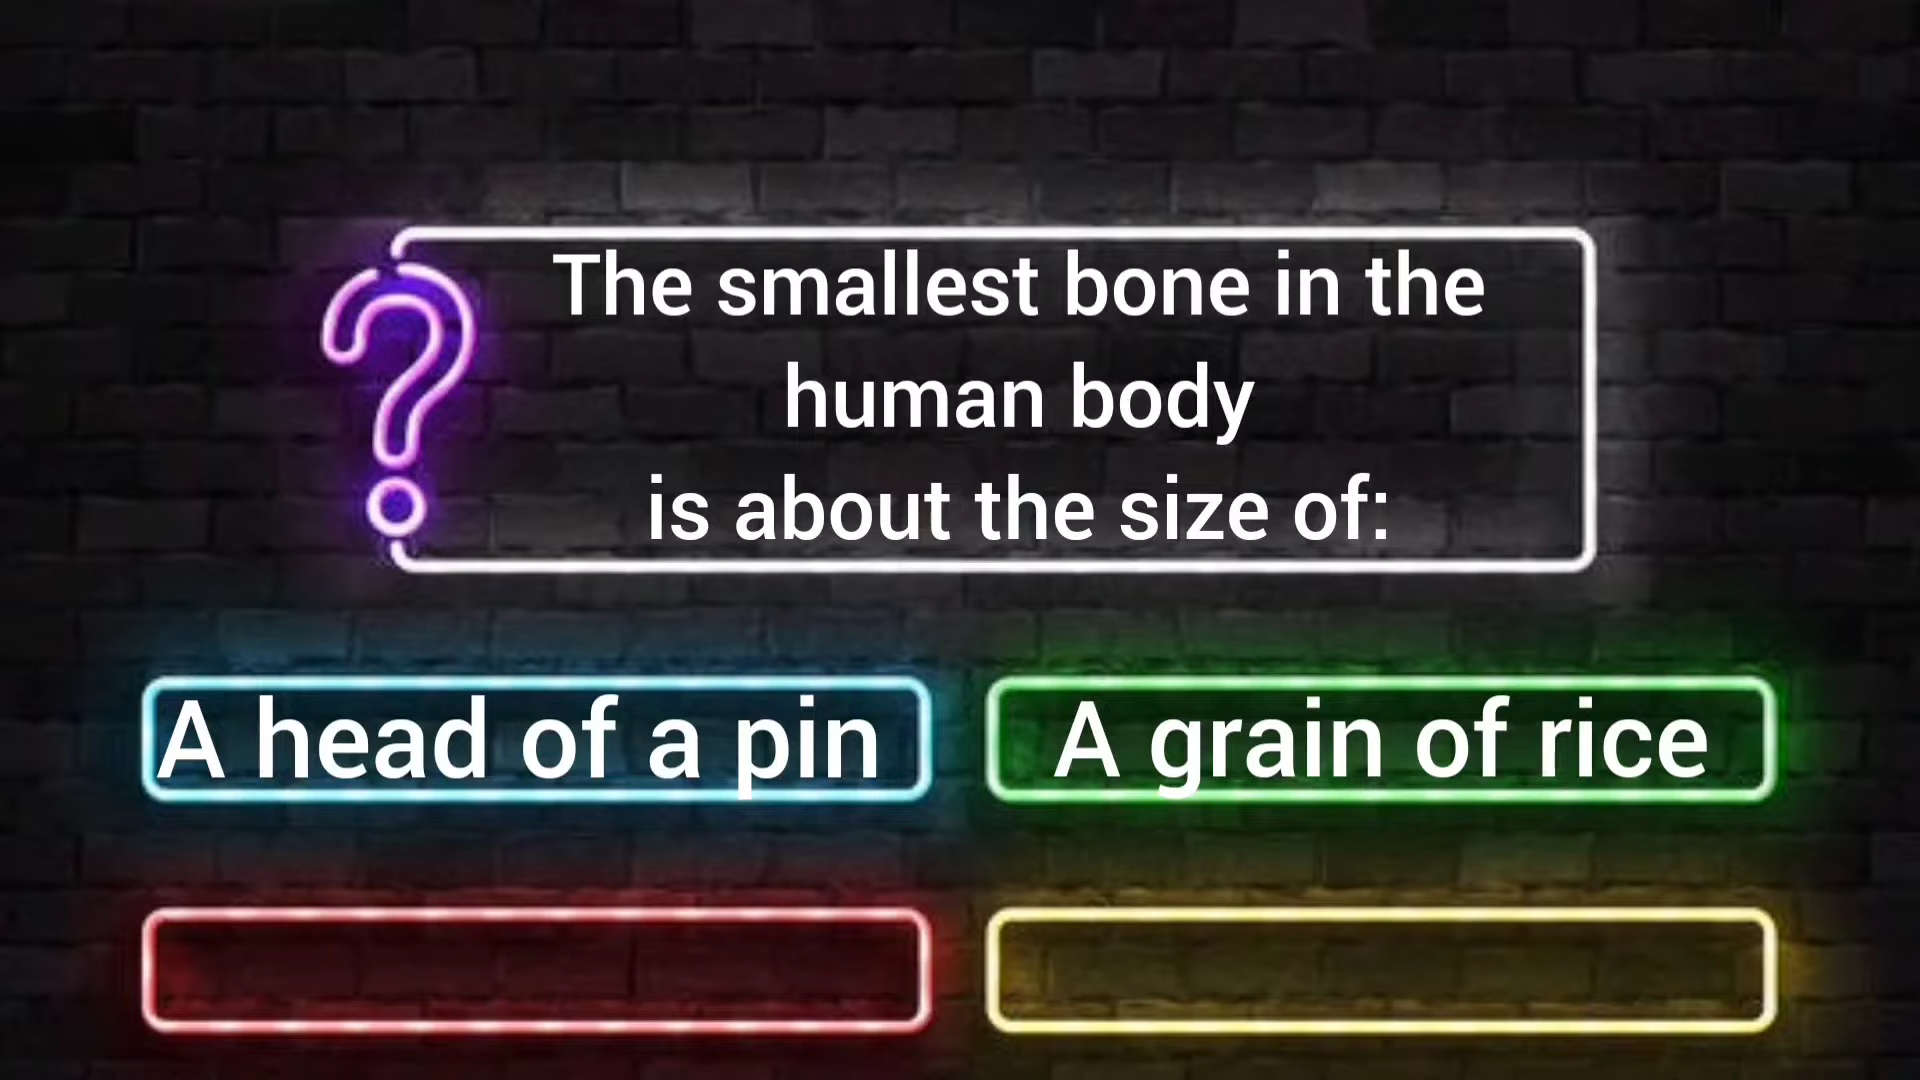 The smallest bone in the
human body
is about the size of:
A head of a pin
A grain of rice